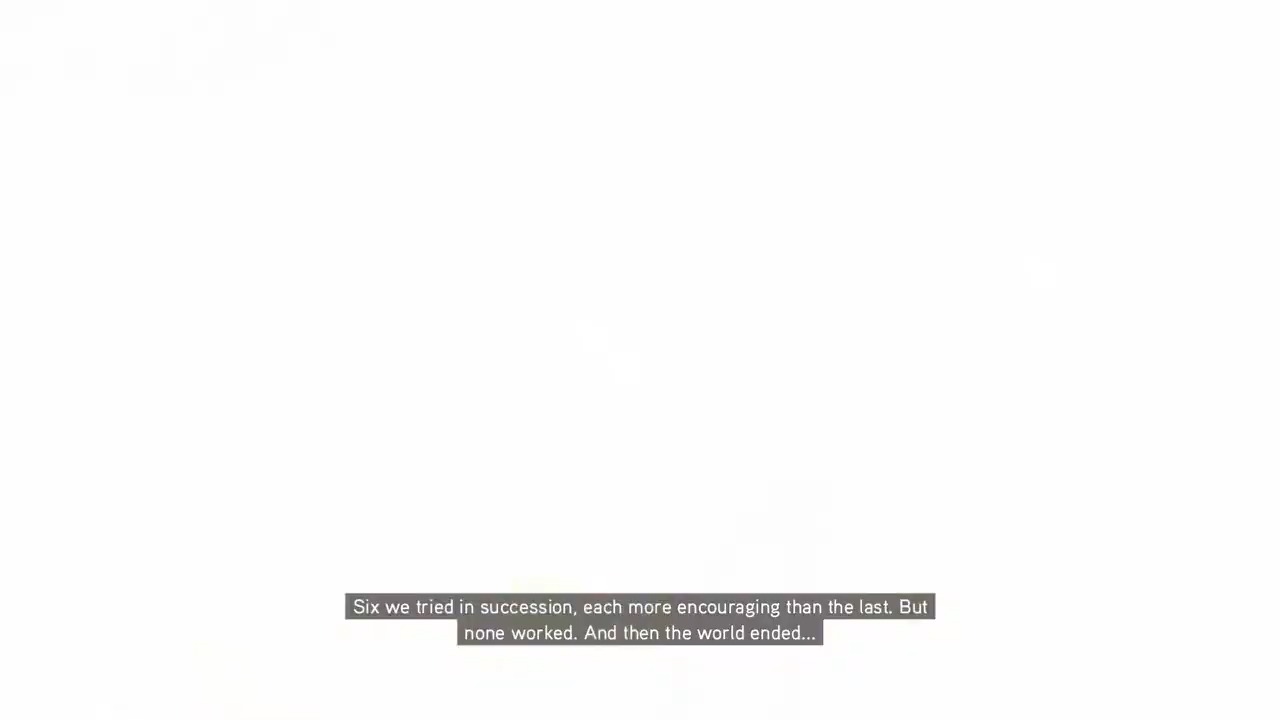 Six we tried in succession, each more encouraging than the last. But
none worked. And then the world ended...